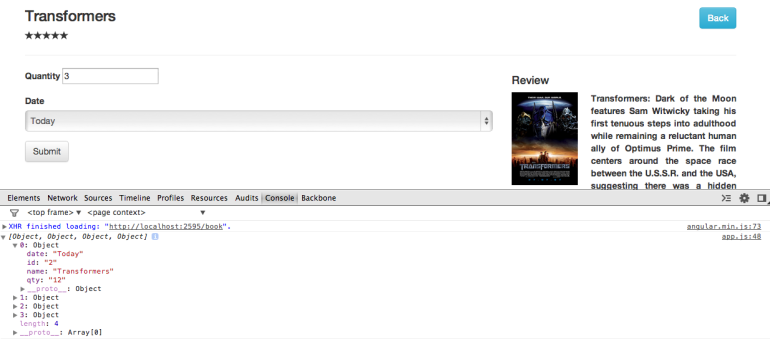 Transformers
Back
★★★★★
Quantity 3
Date
Today
Submit
Review
TRANSFORMERS
Transformers: Dark of the Moon
features Sam Witwicky taking his
first tenuous steps into adulthood
while remaining a reluctant human
ally of Optimus Prime. The film
centers around the space race
between the U.S.S.R. and the USA,
suggesting there was a hidden
Elements Network Sources Timeline Profiles Resources Audits Console Backbone
<top frame> ▼ <page context> ▼
▶ XHR finished loading: "http://localhost:2595/book". angular.min.js:73
▼ [Object, Object, Object, Object] i app.js:48
▼ 0: Object
date: "Today"
id: "2"
name: "Transformers"
qty: "12"
▶ __proto__: Object
▶ 1: Object
▶ 2: Object
▶ 3: Object
length: 4
▶ __proto__: Array[0]